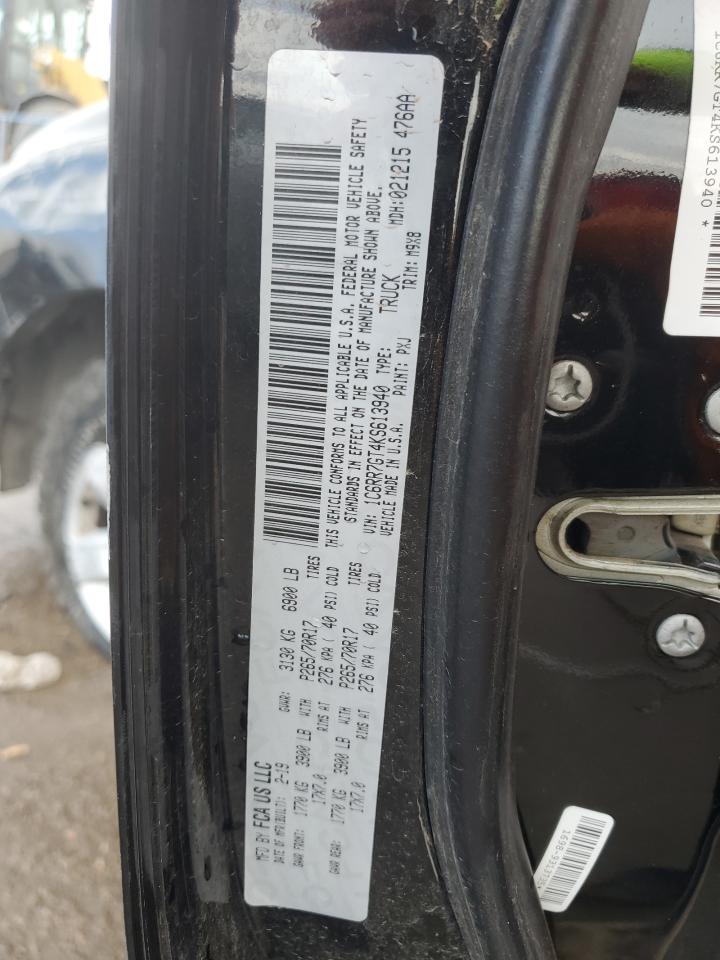 MFD BY FCA US LLC
DATE OF MFR(BUILT): 2-19 GVWR: 3130 KG 6900 LB
GAWR FRONT: 1770 KG 3900 LB WITH P265/70R17 TIRES
17X7.0 RIMS AT 276 KPA ( 40 PSI) COLD
GAWR REAR: 1770 KG 3900 LB WITH P265/70R17 TIRES
17X7.0 RIMS AT 276 KPA ( 40 PSI) COLD
THIS VEHICLE CONFORMS TO ALL APPLICABLE U.S.A. FEDERAL MOTOR VEHICLE SAFETY
STANDARDS IN EFFECT ON THE DATE OF MANUFACTURE SHOWN ABOVE.
VIN: 1C6RR7GT4KS613940 TYPE: TRUCK MDH:021215 476AA
VEHICLE MADE IN U.S.A. PAINT: PXJ TRIM: M9X8
GT4KS613940 *